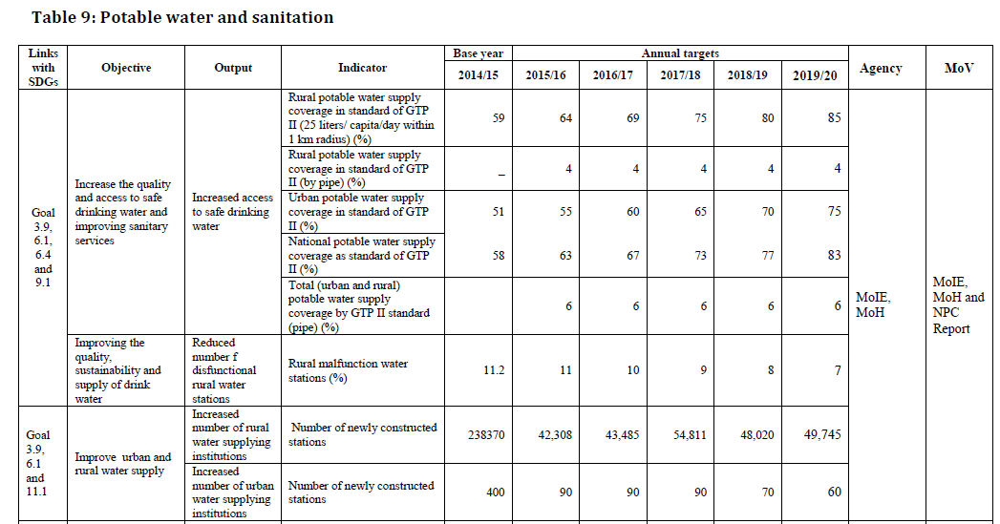 Table 9: Potable water and sanitation
Links with SDGs
Objective
Output
Indicator
Base year
Annual targets
Agency
MoV
2014/15
2015/16
2016/17
2017/18
2018/19
2019/20
Goal
3.9,
6.1,
6.4
and
9.1
Increase the quality
and access to safe
drinking water and
improving sanitary
services
Increased access
to safe drinking
water
Rural potable water supply
coverage in standard of GTP
II (25 liters/ capita/day within
1 km radius) (%)
59 64 69 75 80 85
Rural potable water supply
coverage in standard of GTP
II (by pipe) (%)
_ 4 4 4 4 4
Urban potable water supply
coverage in standard of GTP
II (%)
51 55 60 65 70 75
National potable water supply
coverage as standard of GTP
II (%)
58 63 67 73 77 83
Total (urban and rural)
potable water supply
coverage by GTP II standard
(pipe) (%)
6 6 6 6 6
Improving the
quality,
sustainability and
supply of drink
water
Reduced
number f
disfunctional
rural water
stations
Rural malfunction water
stations (%)
11.2 11 10 9 8 7
MoIE,
MoH
MoIE,
MoH and
NPC
Report
Goal
3.9,
6.1
and
11.1
Improve urban and
rural water supply
Increased
number of rural
water supplying
institutions
Number of newly constructed
stations
238370 42,308 43,485 54,811 48,020 49,745
Increased
number of urban
water supplying
institutions
Number of newly constructed
stations
400 90 90 90 70 60